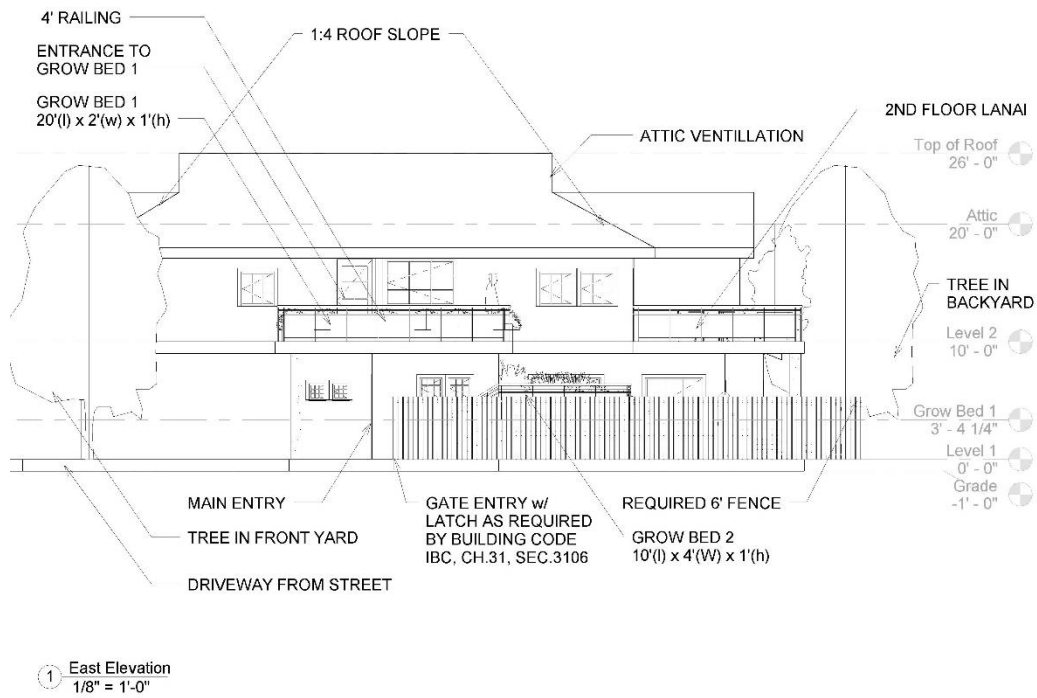 4' RAILING
1:4 ROOF SLOPE
ENTRANCE TO
GROW BED 1
GROW BED 1
20'(l) x 2'(w) x 1'(h)
2ND FLOOR LANAI
ATTIC VENTILLATION
Top of Roof
26' - 0"
Attic
20' - 0"
TREE IN
BACKYARD
Level 2
10' - 0"
Grow Bed 1
3' - 4 1/4"
Level 1
0' - 0"
Grade
-1' - 0"
MAIN ENTRY
TREE IN FRONT YARD
DRIVEWAY FROM STREET
GATE ENTRY w/
LATCH AS REQUIRED
BY BUILDING CODE
IBC, CH.31, SEC.3106
REQUIRED 6' FENCE
GROW BED 2
10'(l) x 4'(W) x 1'(h)
1
East Elevation
1/8" = 1'-0"